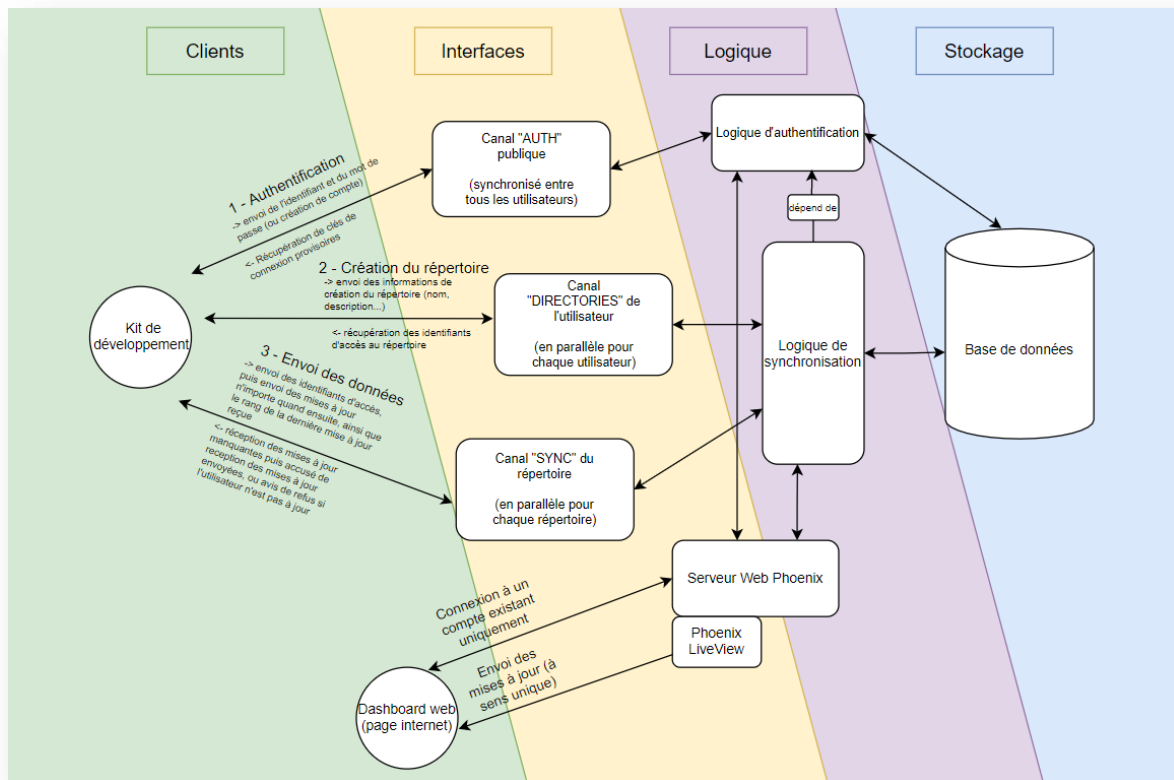 Clients
Interfaces
Logique
Stockage
Canal "AUTH"
publique
(synchronisé entre
tous les utilisateurs)
Logique d'authentification
dépend de
1 - Authentification
-> envoi de l'identifiant et du mot de
passe (ou création de compte)
<- Récupération de clés de
connexion provisoires
2 - Création du répertoire
-> envoi des informations de
création du répertoire (nom,
description...)
<- récupération des identifiants
d'accès au répertoire
Canal
"DIRECTORIES" de
l'utilisateur
(en parallèle pour
chaque utilisateur)
Kit de
développement
Logique de
synchronisation
Base de données
3 - Envoi des données
-> envoi des identifiants d'accès,
puis envoi des mises à jour
n'importe quand ensuite, ainsi que
le rang de la dernière mise à jour
reçue
<- réception des mises à jour
manquantes puis accusé de
reception des mises à jour
envoyées, ou avis de refus si
l'utilisateur n'est pas à jour
Canal "SYNC" du
répertoire
(en parallèle pour
chaque répertoire)
Serveur Web Phoenix
Phoenix
LiveView
Connexion à un
compte existant
uniquement
Envoi des
mises à jour (à
sens unique)
Dashboard web
(page internet)